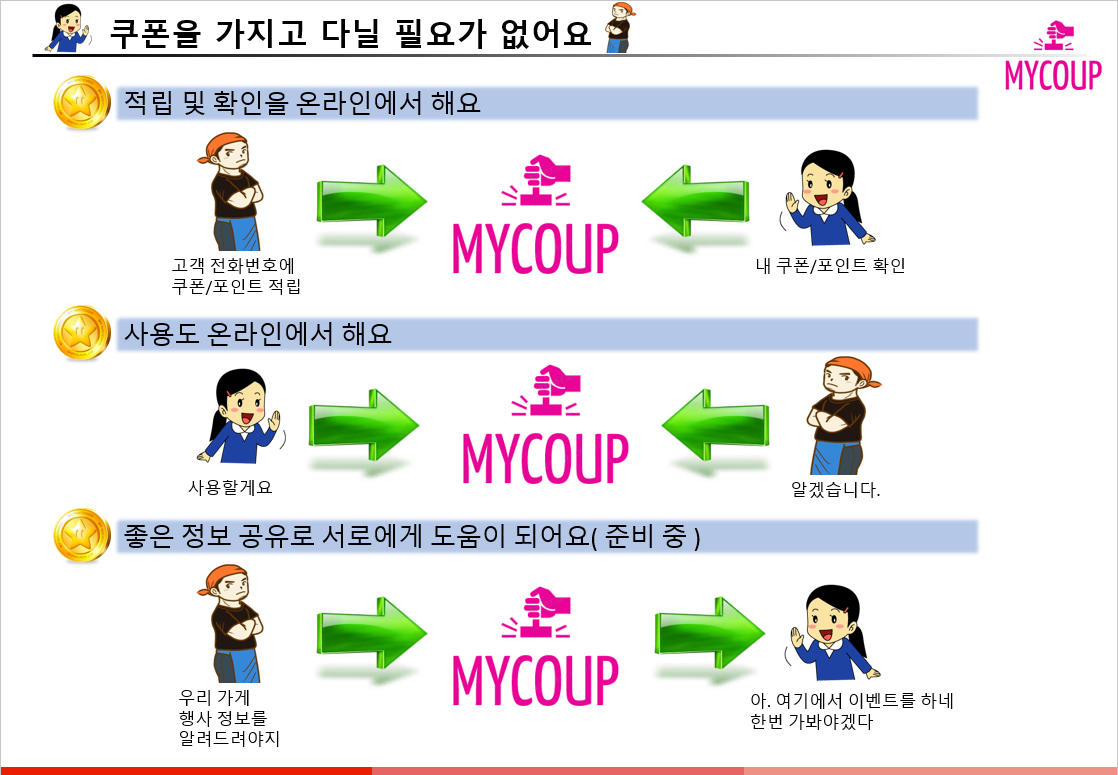 쿠폰을 가지고 다닐 필요가 없어요
MYCOUP
적립 및 확인을 온라인에서 해요
MYCOUP
고객 전화번호에
쿠폰/포인트 적립
내 쿠폰/포인트 확인
사용도 온라인에서 해요
MYCOUP
사용할게요
알겠습니다.
좋은 정보 공유로 서로에게 도움이 되어요( 준비 중 )
MYCOUP
우리 가게
행사 정보를
알려드려야지
아. 여기에서 이벤트를 하네
한번 가봐야겠다